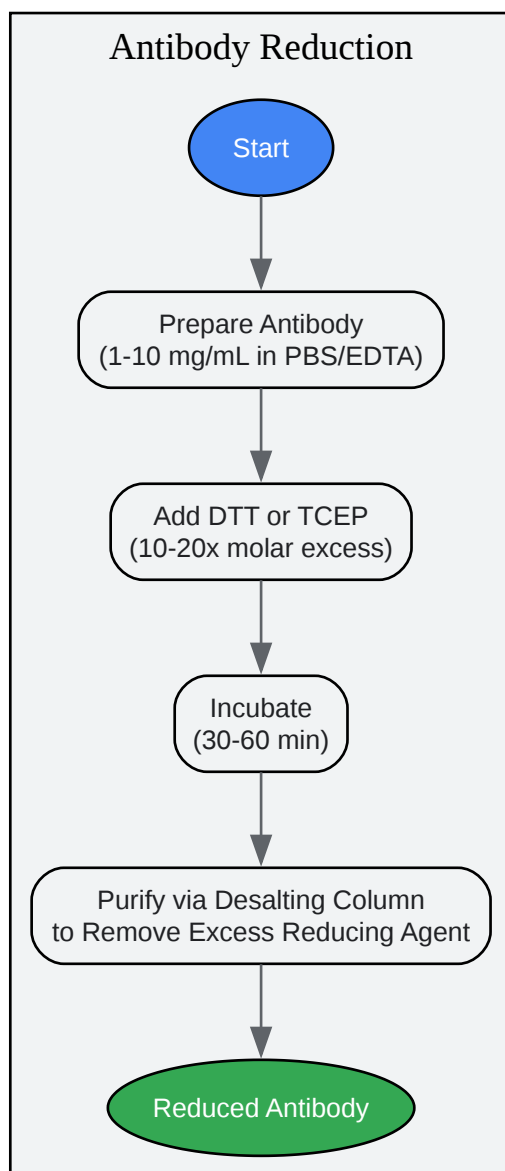 Antibody Reduction
Start
Prepare Antibody
(1-10 mg/mL in PBS/EDTA)
Add DTT or TCEP
(10-20x molar excess)
Incubate
(30-60 min)
Purify via Desalting Column
to Remove Excess Reducing Agent
Reduced Antibody